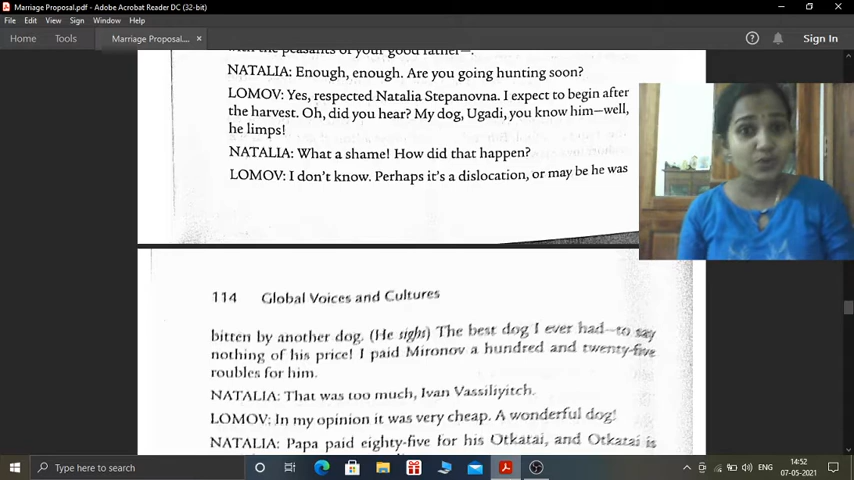 Marriage Proposal.pdf - Adobe Acrobat Reader DC (32-bit)
File Edit View Sign Window Help
Home Tools Marriage Proposal.... × Sign In
with the peasants of your good father—.
NATALIA: Enough, enough. Are you going hunting soon?
LOMOV: Yes, respected Natalia Stepanovna. I expect to begin after
the harvest. Oh, did you hear? My dog, Ugadi, you know him—well,
he limps!
NATALIA: What a shame! How did that happen?
LOMOV: I don't know. Perhaps it's a dislocation, or may be he was
114 Global Voices and Cultures
bitten by another dog. (He sighs) The best dog I ever had—to say
nothing of his price! I paid Mironov a hundred and twenty-five
roubles for him.
NATALIA: That was too much, Ivan Vassiliyitch.
LOMOV: In my opinion it was very cheap. A wonderful dog!
NATALIA: Papa paid eighty-five for his Otkatai, and Otkatai is
Type here to search
ENG
14:52
07-05-2021